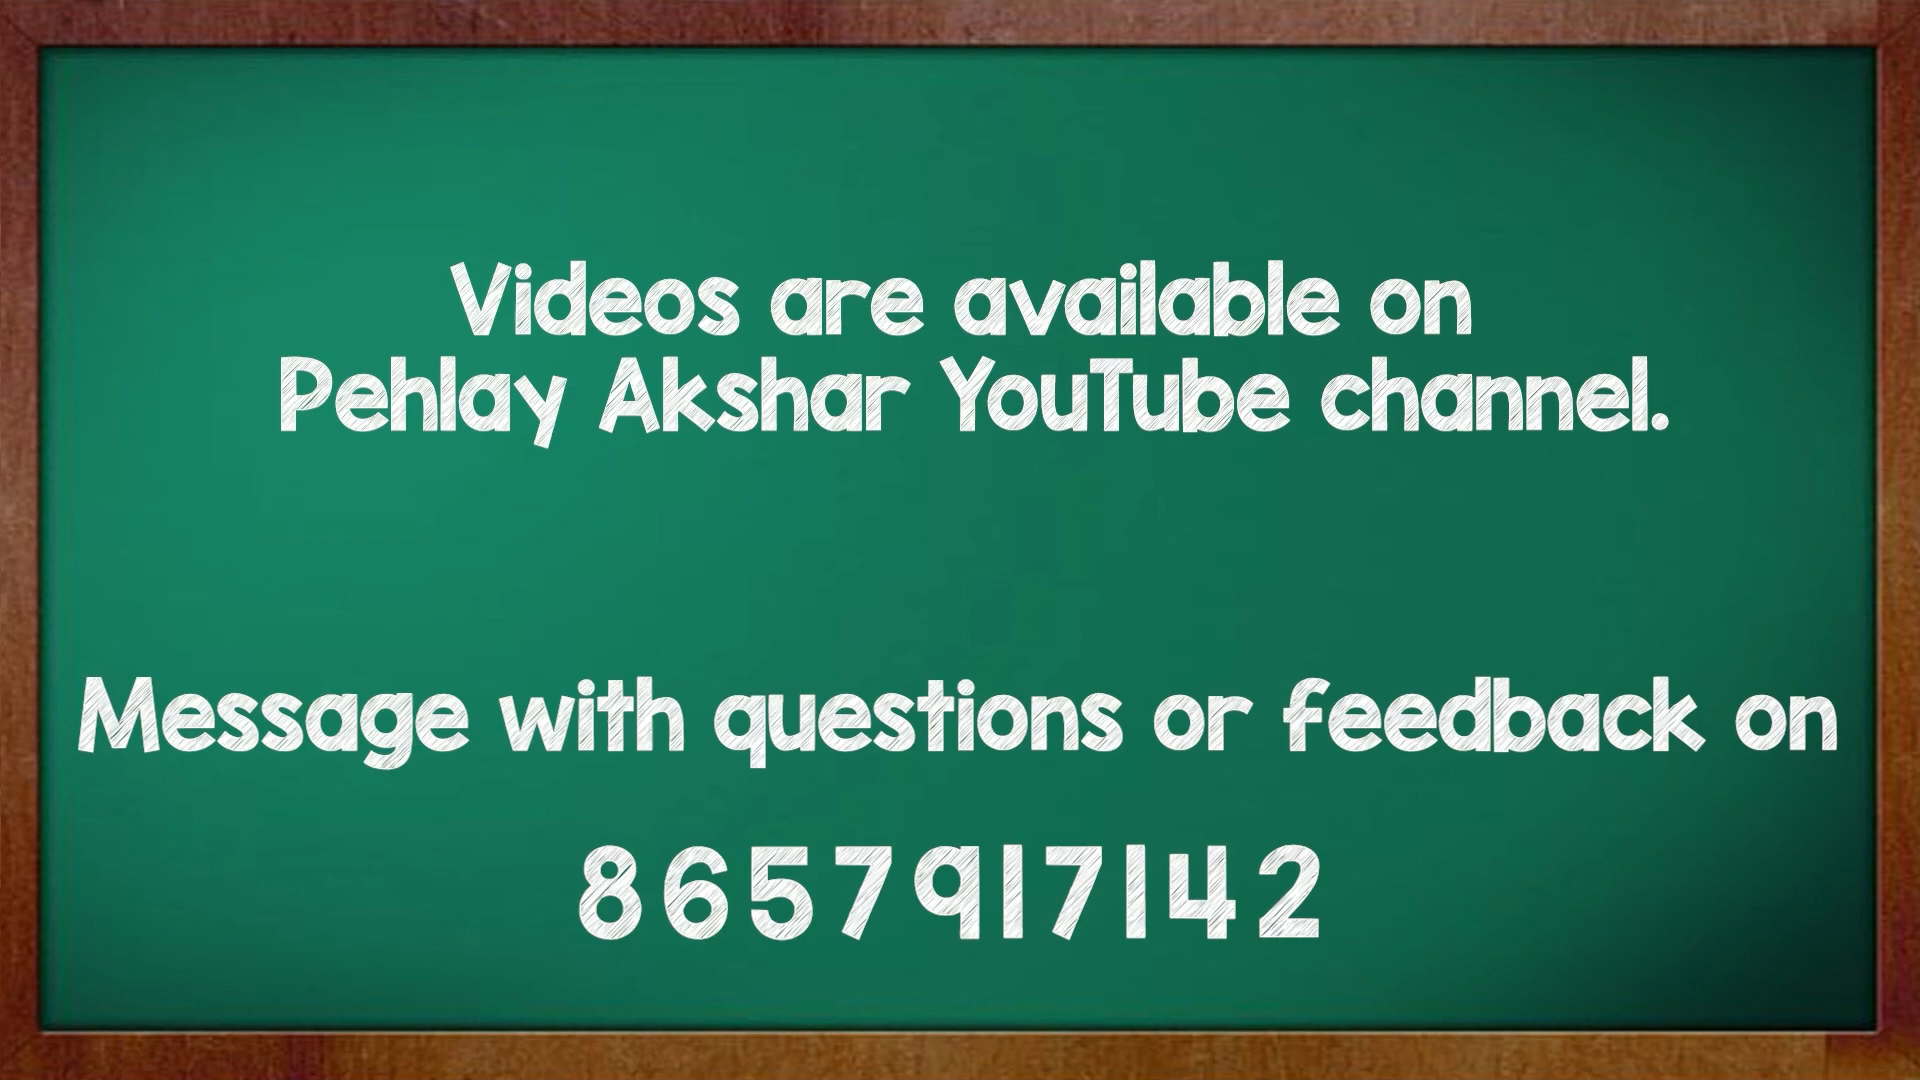 Videos are available on
Pehlay Akshar YouTube channel.
Message with questions or feedback on
8657917142